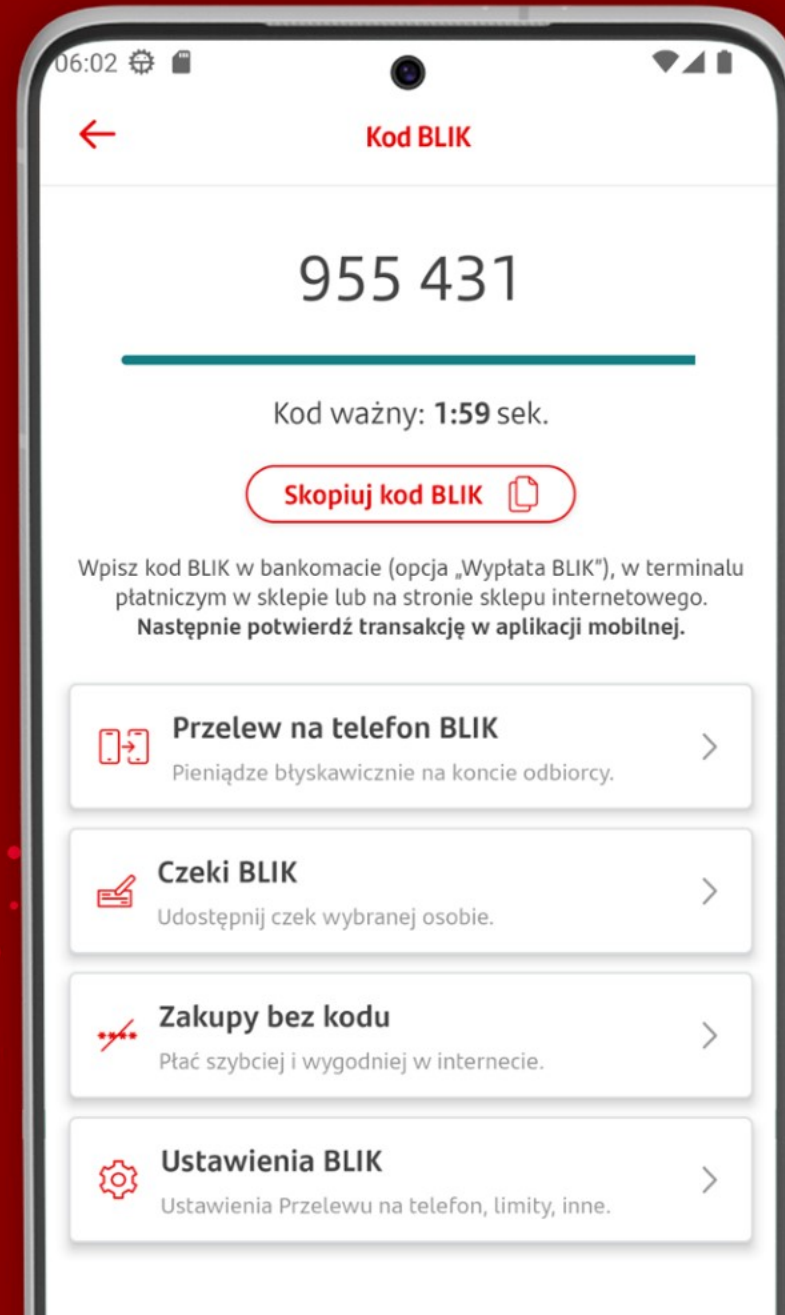 06:02
Kod BLIK
955 431
Kod ważny: 1:59 sek.
Skopiuj kod BLIK
Wpisz kod BLIK w bankomacie (opcja „Wypłata BLIK”), w terminalu
płatniczym w sklepie lub na stronie sklepu internetowego.
Następnie potwierdź transakcję w aplikacji mobilnej.
Przelew na telefon BLIK
Pieniądze błyskawicznie na koncie odbiorcy.
Czeki BLIK
Udostępnij czek wybranej osobie.
Zakupy bez kodu
Płać szybciej i wygodniej w internecie.
Ustawienia BLIK
Ustawienia Przelewu na telefon, limity, inne.